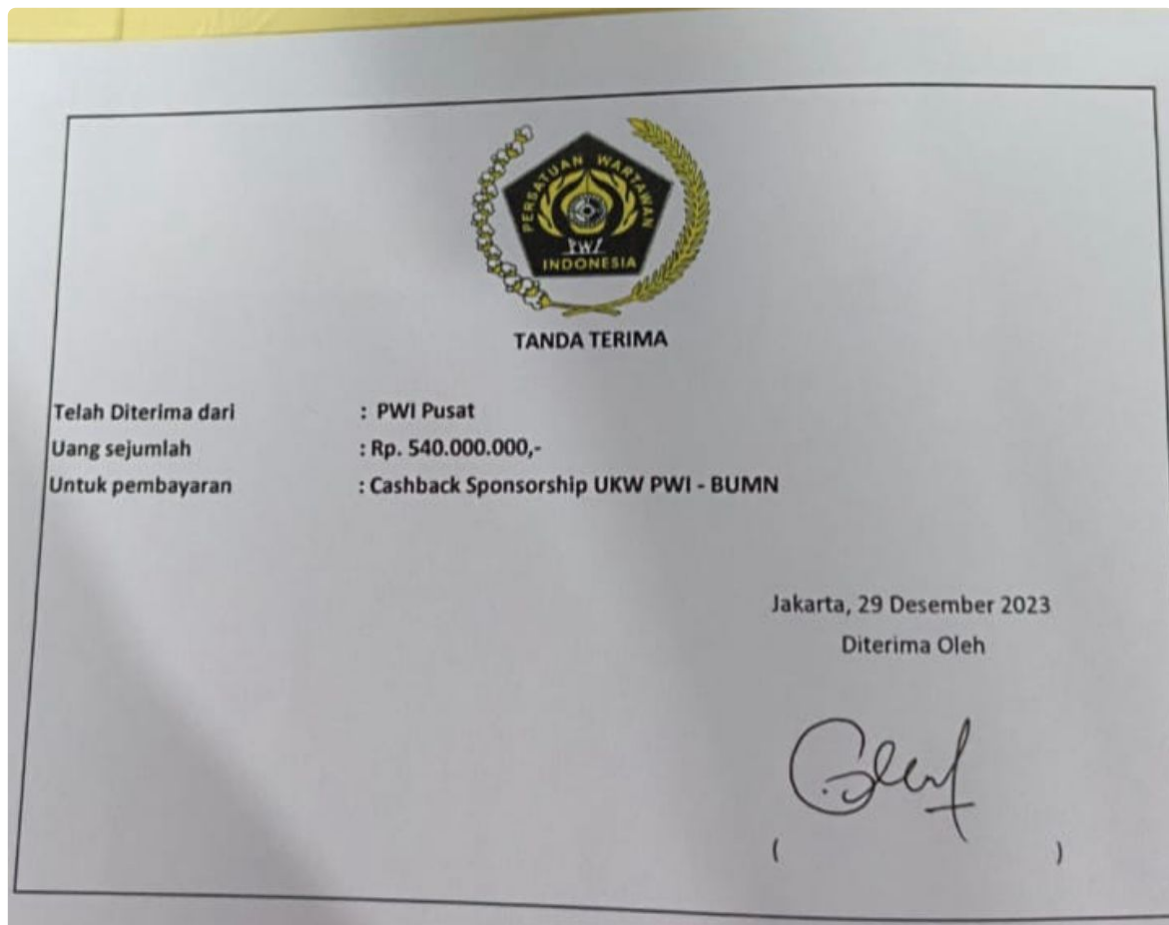 PERSATUAN WARTAWAN
PWI
INDONESIA
TANDA TERIMA
Telah Diterima dari : PWI Pusat
Uang sejumlah : Rp. 540.000.000,-
Untuk pembayaran : Cashback Sponsorship UKW PWI - BUMN
Jakarta, 29 Desember 2023
Diterima Oleh
( )